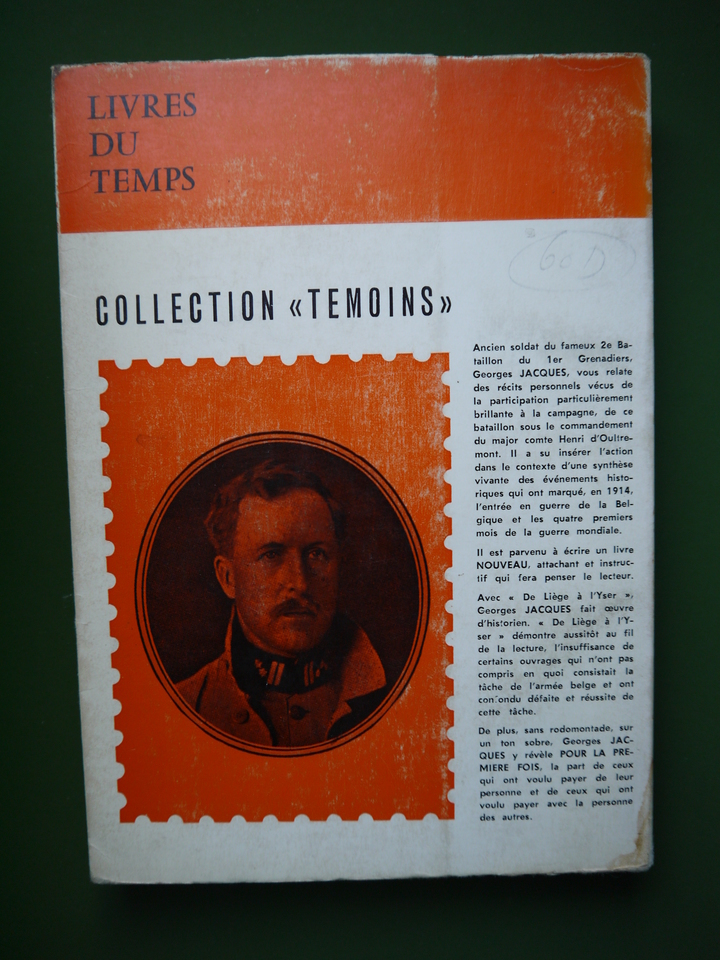 LIVRES
DU
TEMPS
60D
COLLECTION «TEMOINS»
Ancien soldat du fameux 2e Ba-
taillon du 1er Grenadiers,
Georges JACQUES, vous relate
des récits personnels vécus de
la participation particulièrement
brillante à la campagne, de ce
bataillon sous le commandement
du major comte Henri d'Oultre-
mont. Il a su insérer l'action
dans le contexte d'une synthèse
vivante des événements histo-
riques qui ont marqué, en 1914,
l'entrée en guerre de la Bel-
gique et les quatre premiers
mois de la guerre mondiale.
Il est parvenu à écrire un livre
NOUVEAU, attachant et instruc-
tif qui fera penser le lecteur.
Avec « De Liège à l'Yser »,
Georges JACQUES fait œuvre
d'historien. « De Liège à l'Y-
ser » démontre aussitôt au fil
de la lecture, l'insuffisance de
certains ouvrages qui n'ont pas
compris en quoi consistait la
tâche de l'armée belge et ont
confondu défaite et réussite de
cette tâche.
De plus, sans rodomontade, sur
un ton sobre, Georges JAC-
QUES y révèle POUR LA PRE-
MIERE FOIS, la part de ceux
qui ont voulu payer de leur
personne et de ceux qui ont
voulu payer avec la personne
des autres.